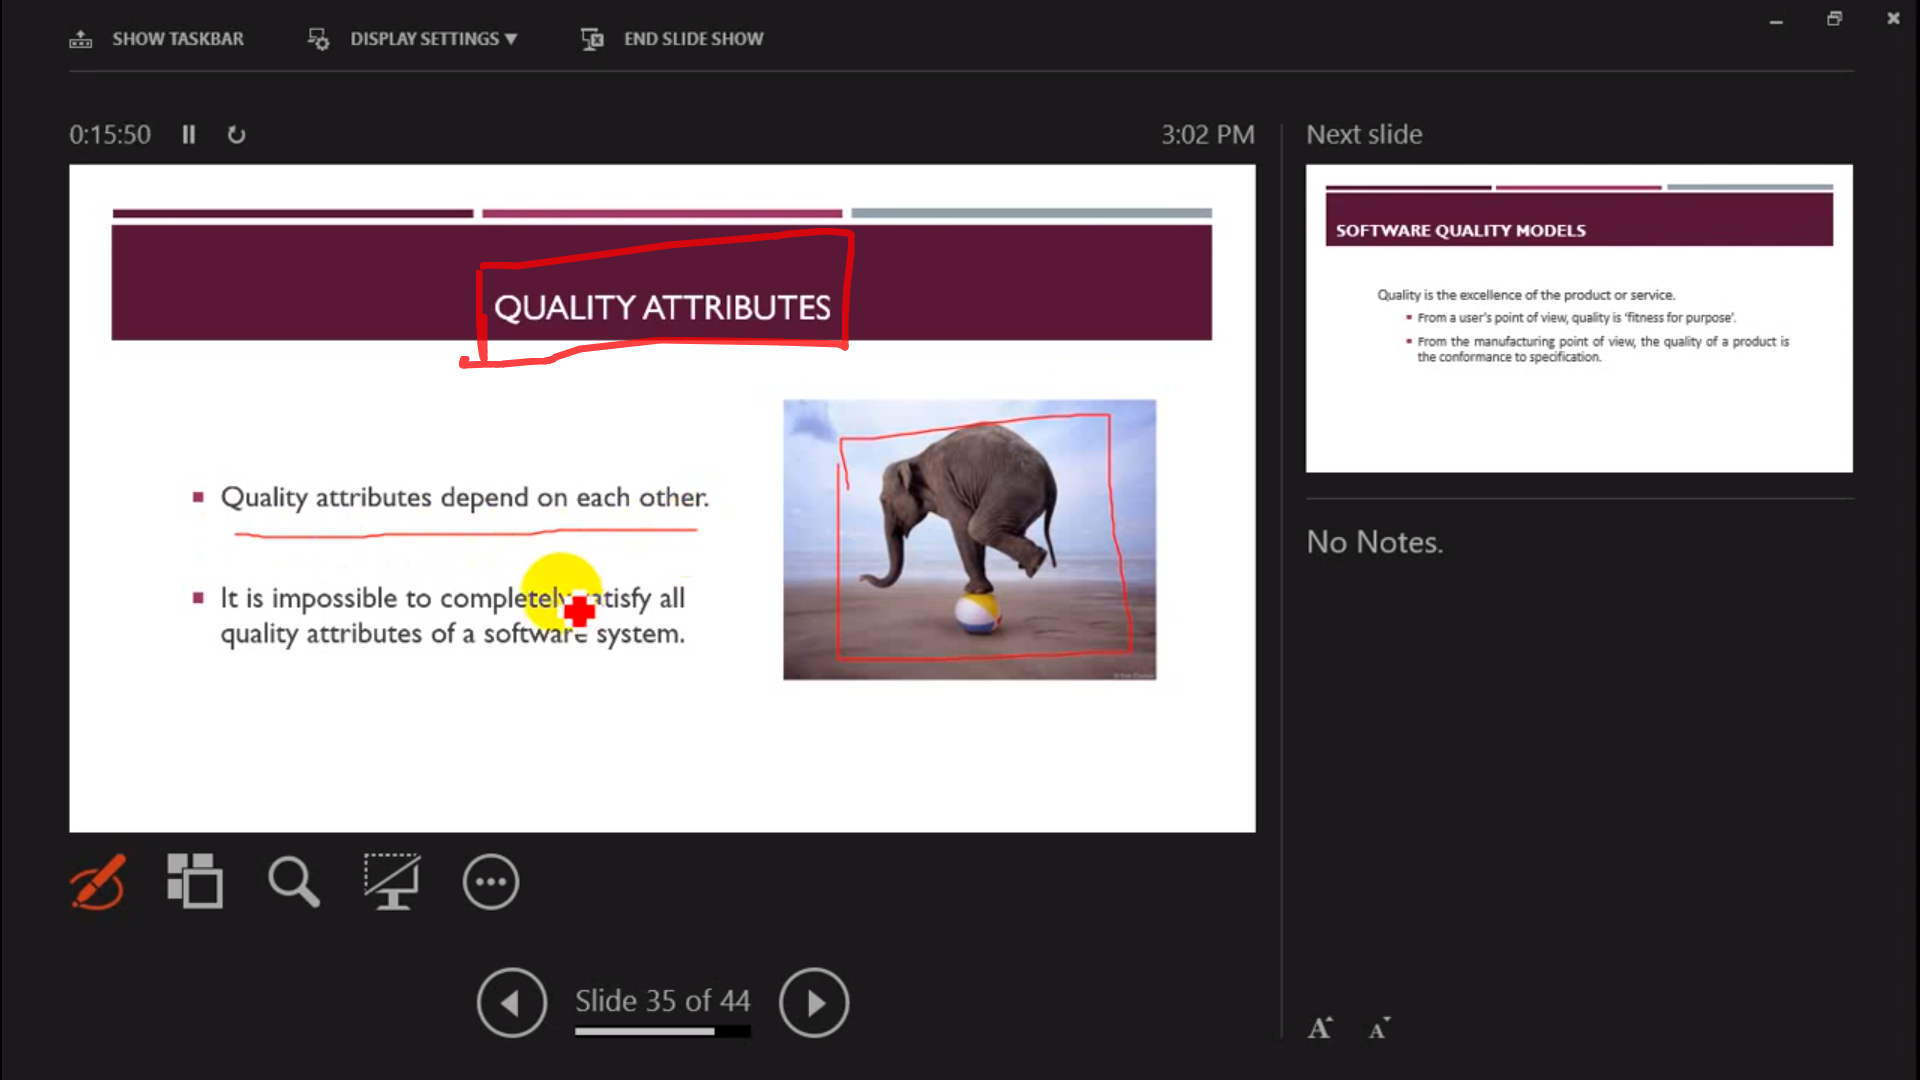 SHOW TASKBAR
DISPLAY SETTINGS ▼
END SLIDE SHOW
0:15:50
3:02 PM
QUALITY ATTRIBUTES
Quality attributes depend on each other.
It is impossible to completely satisfy all
quality attributes of a software system.
Slide 35 of 44
Next slide
SOFTWARE QUALITY MODELS
Quality is the excellence of the product or service.
From a user's point of view, quality is 'fitness for purpose'.
From the manufacturing point of view, the quality of a product is
the conformance to specification.
No Notes.
A A